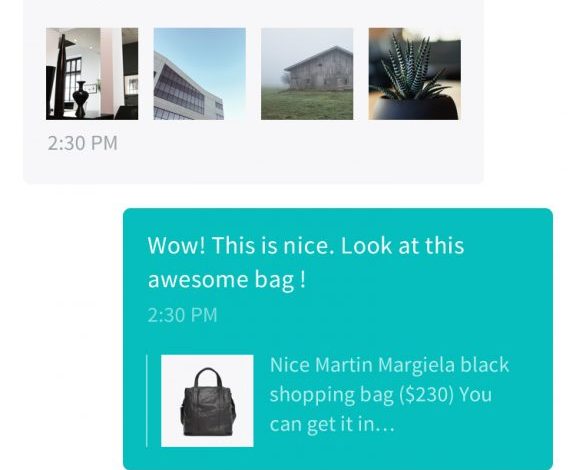 2:30 PM
Wow! This is nice. Look at this
awesome bag !
2:30 PM
Nice Martin Margiela black
shopping bag ($230) You
can get it in…